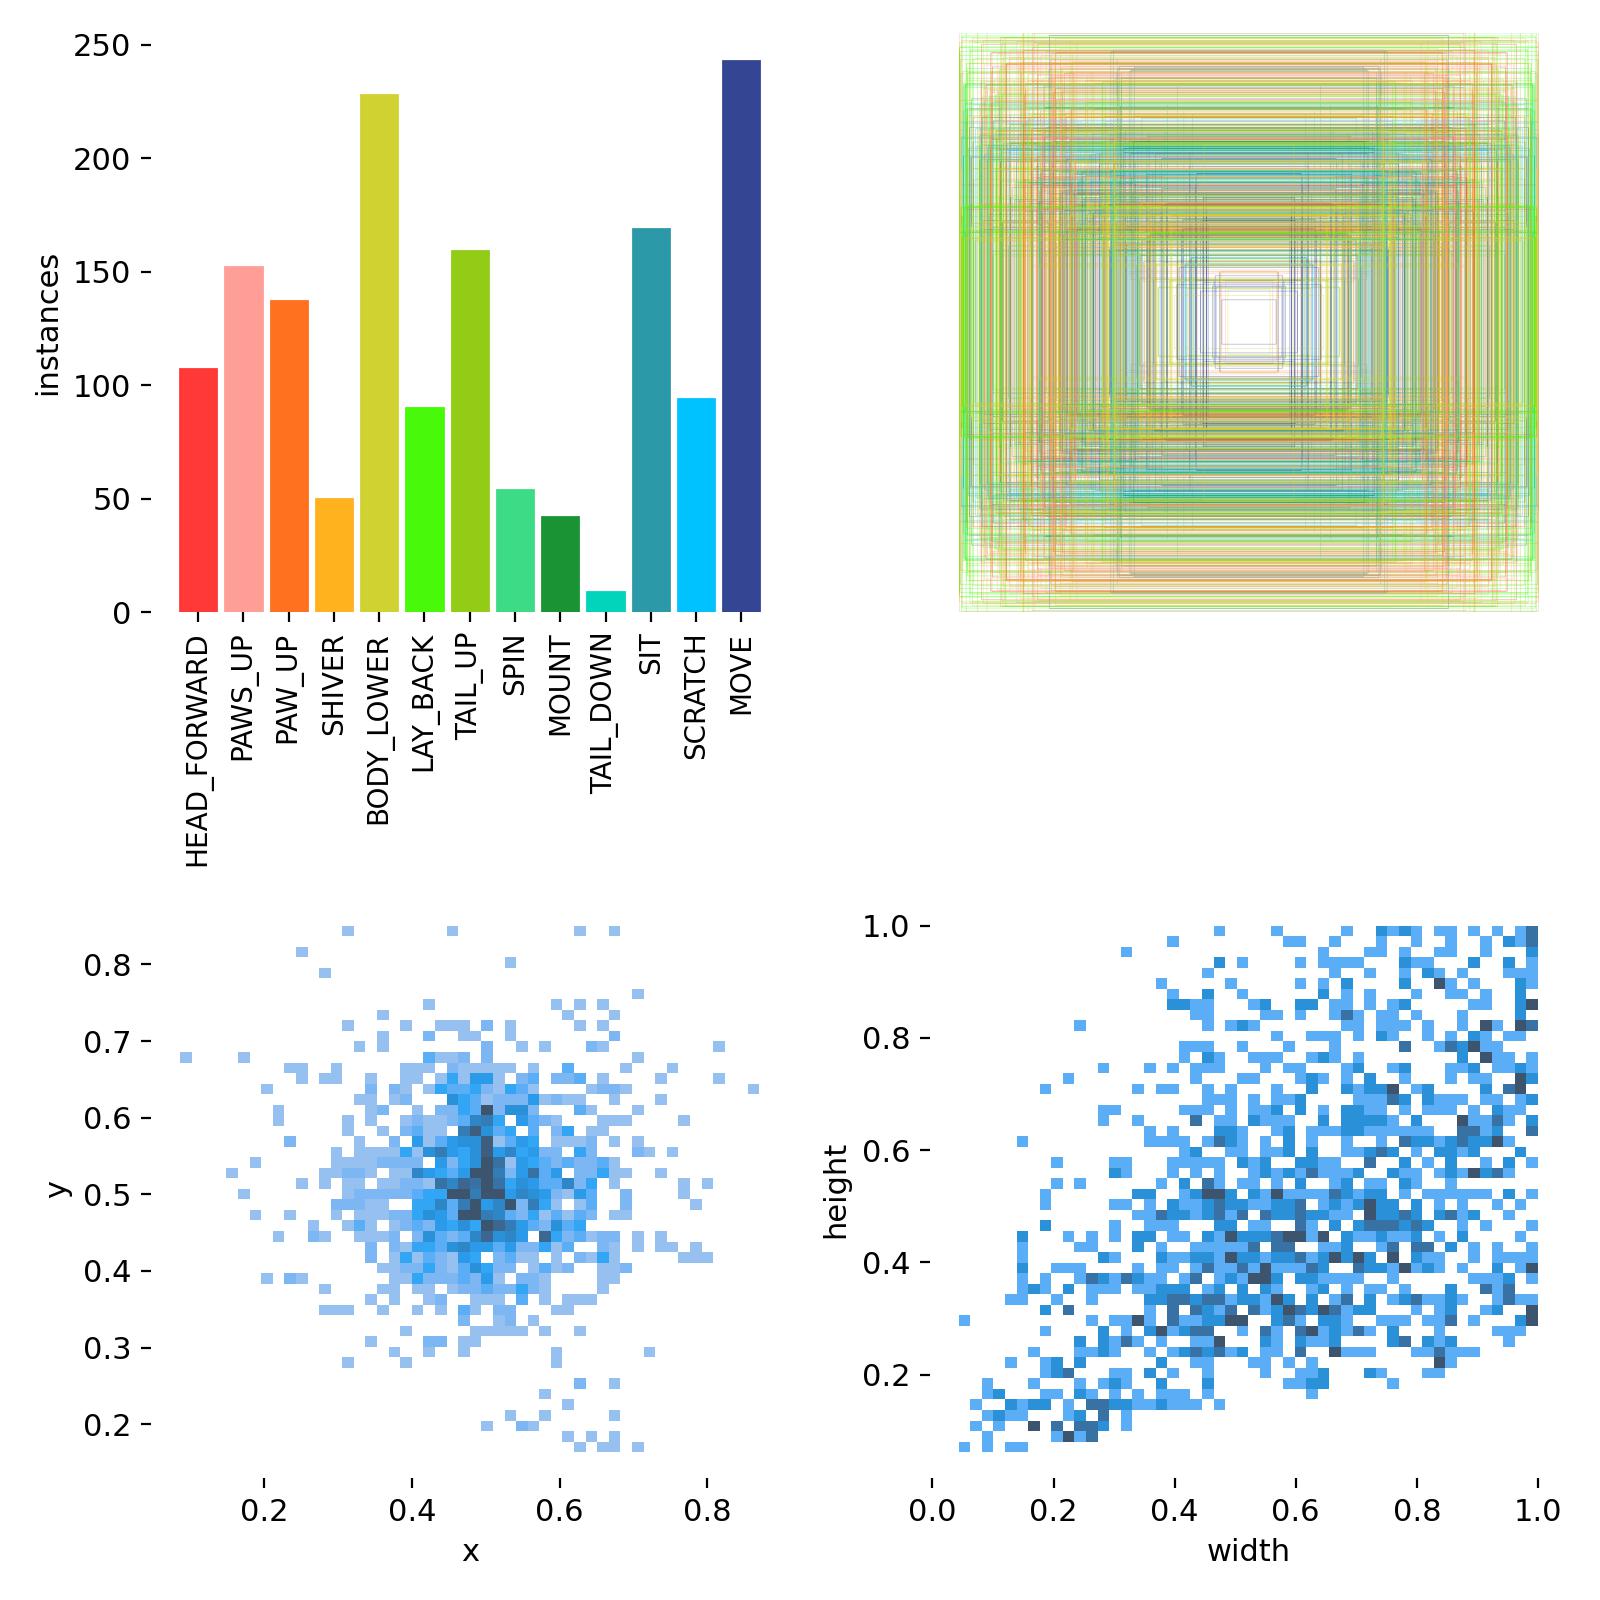 250
200
150
100
50
0
instances
HEAD_FORWARD
PAWS_UP
PAW_UP
SHIVER
BODY_LOWER
LAY_BACK
TAIL_UP
SPIN
MOUNT
TAIL_DOWN
SIT
SCRATCH
MOVE
0.8
0.7
0.6
0.5
0.4
0.3
0.2
y
0.2 0.4 0.6 0.8
x
1.0
0.8
0.6
0.4
0.2
height
0.0 0.2 0.4 0.6 0.8 1.0
width